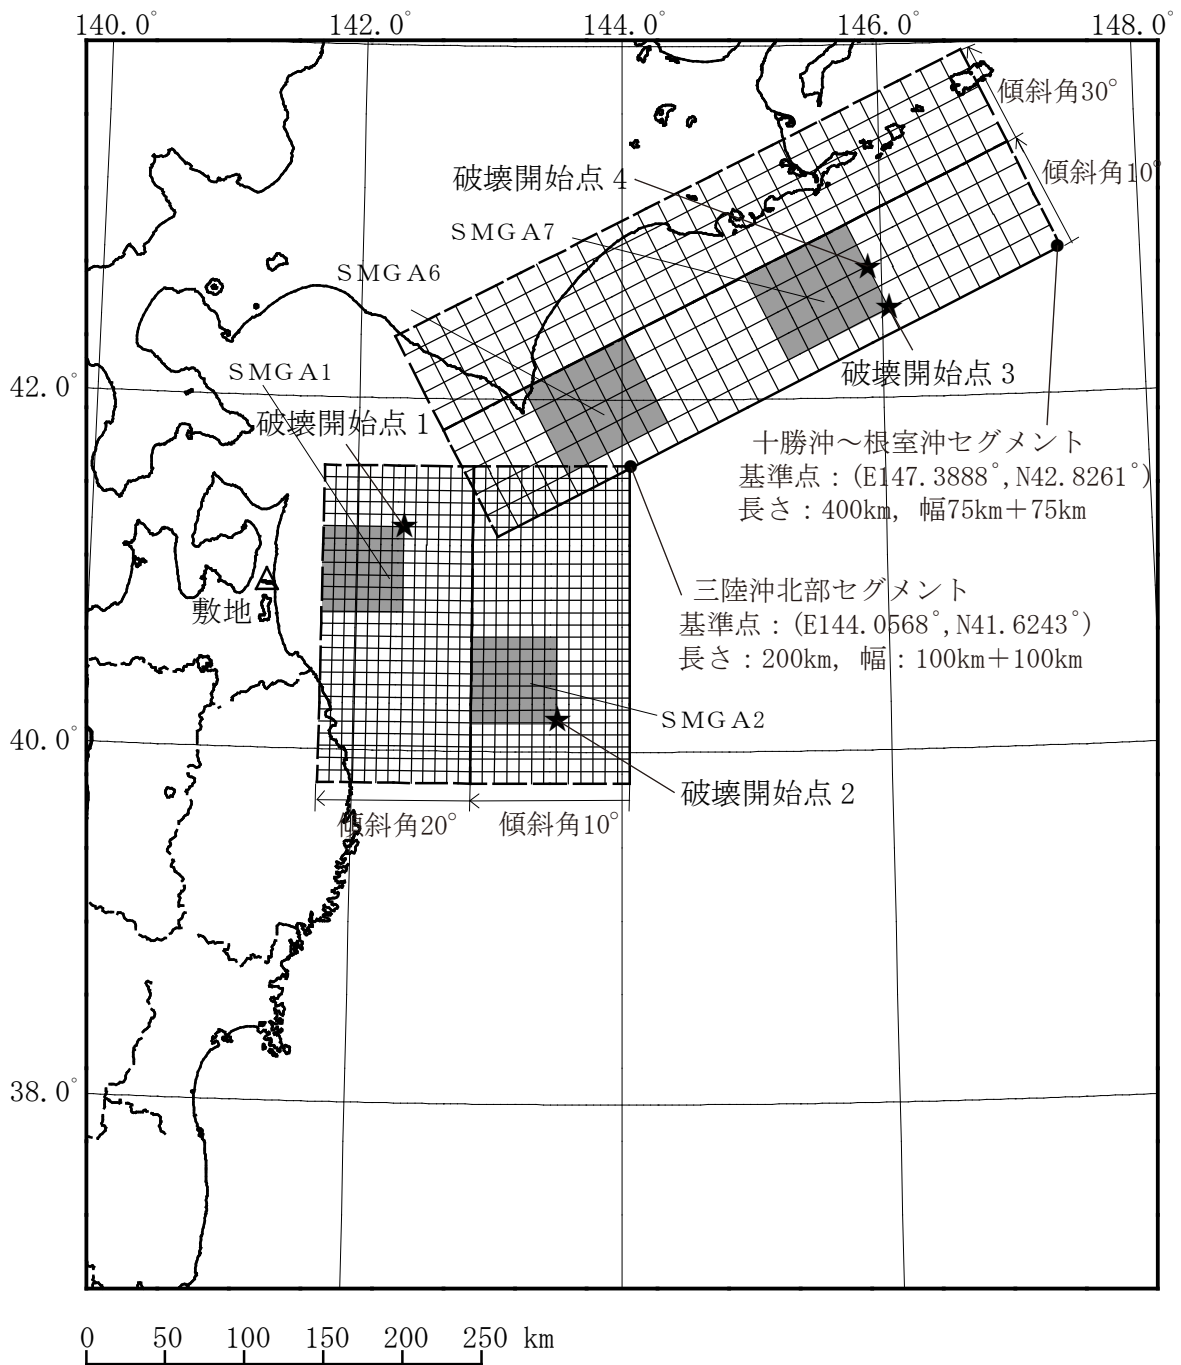 140.0° 142.0° 144.0° 146.0° 148.0°
傾斜角30°
破壊開始点4
傾斜角10°
SMGA7
SMGA6
SMGA1
42.0°
破壊開始点3
破壊開始点1
十勝沖～根室沖セグメント
基準点：(E147.3888°,N42.8261°)
長さ：400km, 幅75km＋75km
敷地
三陸沖北部セグメント
基準点：(E144.0568°,N41.6243°)
長さ：200km, 幅：100km＋100km
SMGA2
40.0°
破壊開始点2
傾斜角20° 傾斜角10°
38.0°
0 50 100 150 200 250 km